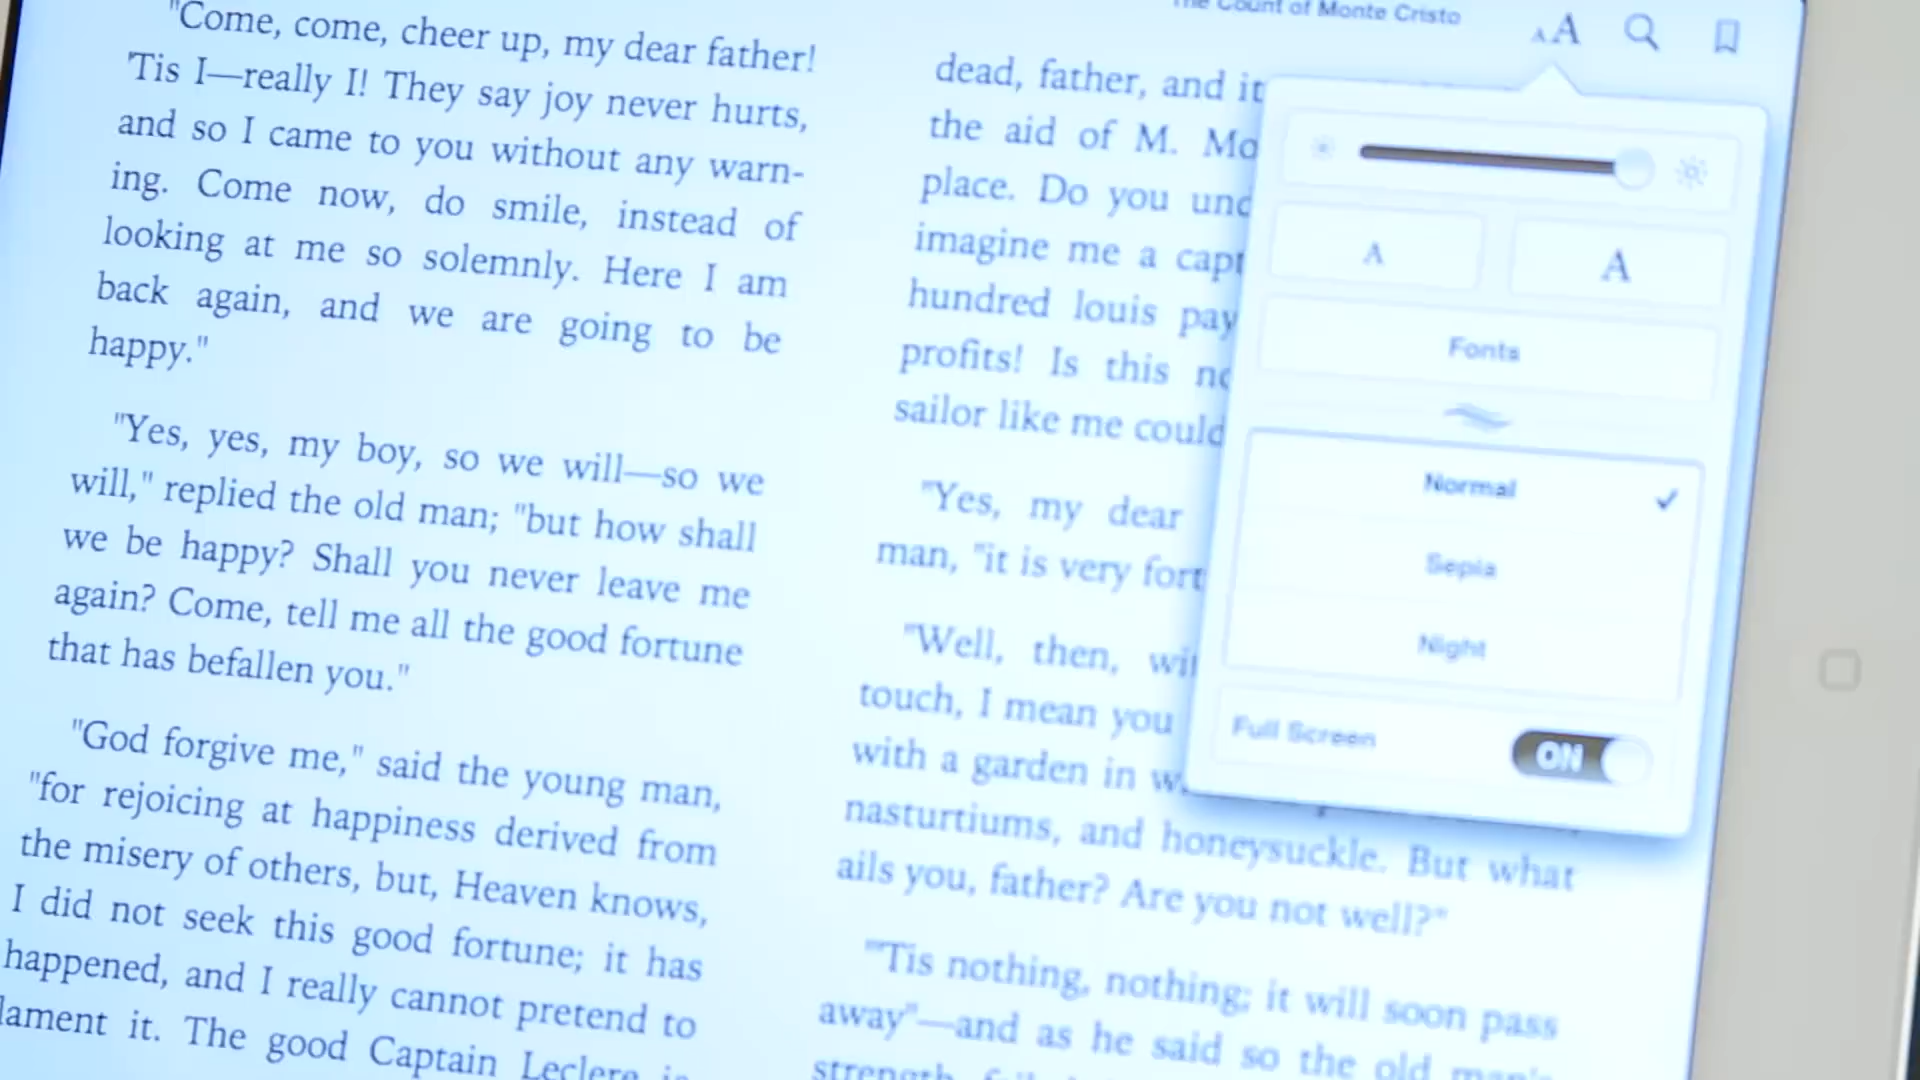 The Count of Monte Cristo
AA
"Come, come, cheer up, my dear father!
'Tis I—really I! They say joy never hurts,
and so I came to you without any warn-
ing. Come now, do smile, instead of
looking at me so solemnly. Here I am
back again, and we are going to be
happy."
"Yes, yes, my boy, so we will—so we
will," replied the old man; "but how shall
we be happy? Shall you never leave me
again? Come, tell me all the good fortune
that has befallen you."
"God forgive me," said the young man,
"for rejoicing at happiness derived from
the misery of others, but, Heaven knows,
I did not seek this good fortune; it has
happened, and I really cannot pretend to
lament it. The good Captain Leclere is
dead, father, and it
the aid of M. Mo
place. Do you und
imagine me a capt
hundred louis pay
profits! Is this no
sailor like me could
"Yes, my dear
man, "it is very fort
"Well, then, wit
touch, I mean you
with a garden in w
nasturtiums, and honeysuckle. But what
ails you, father? Are you not well?"
"'Tis nothing, nothing; it will soon pass
away"—and as he said so the old man's
strength
A
A
Fonts
Normal
Sepia
Night
Full Screen
ON